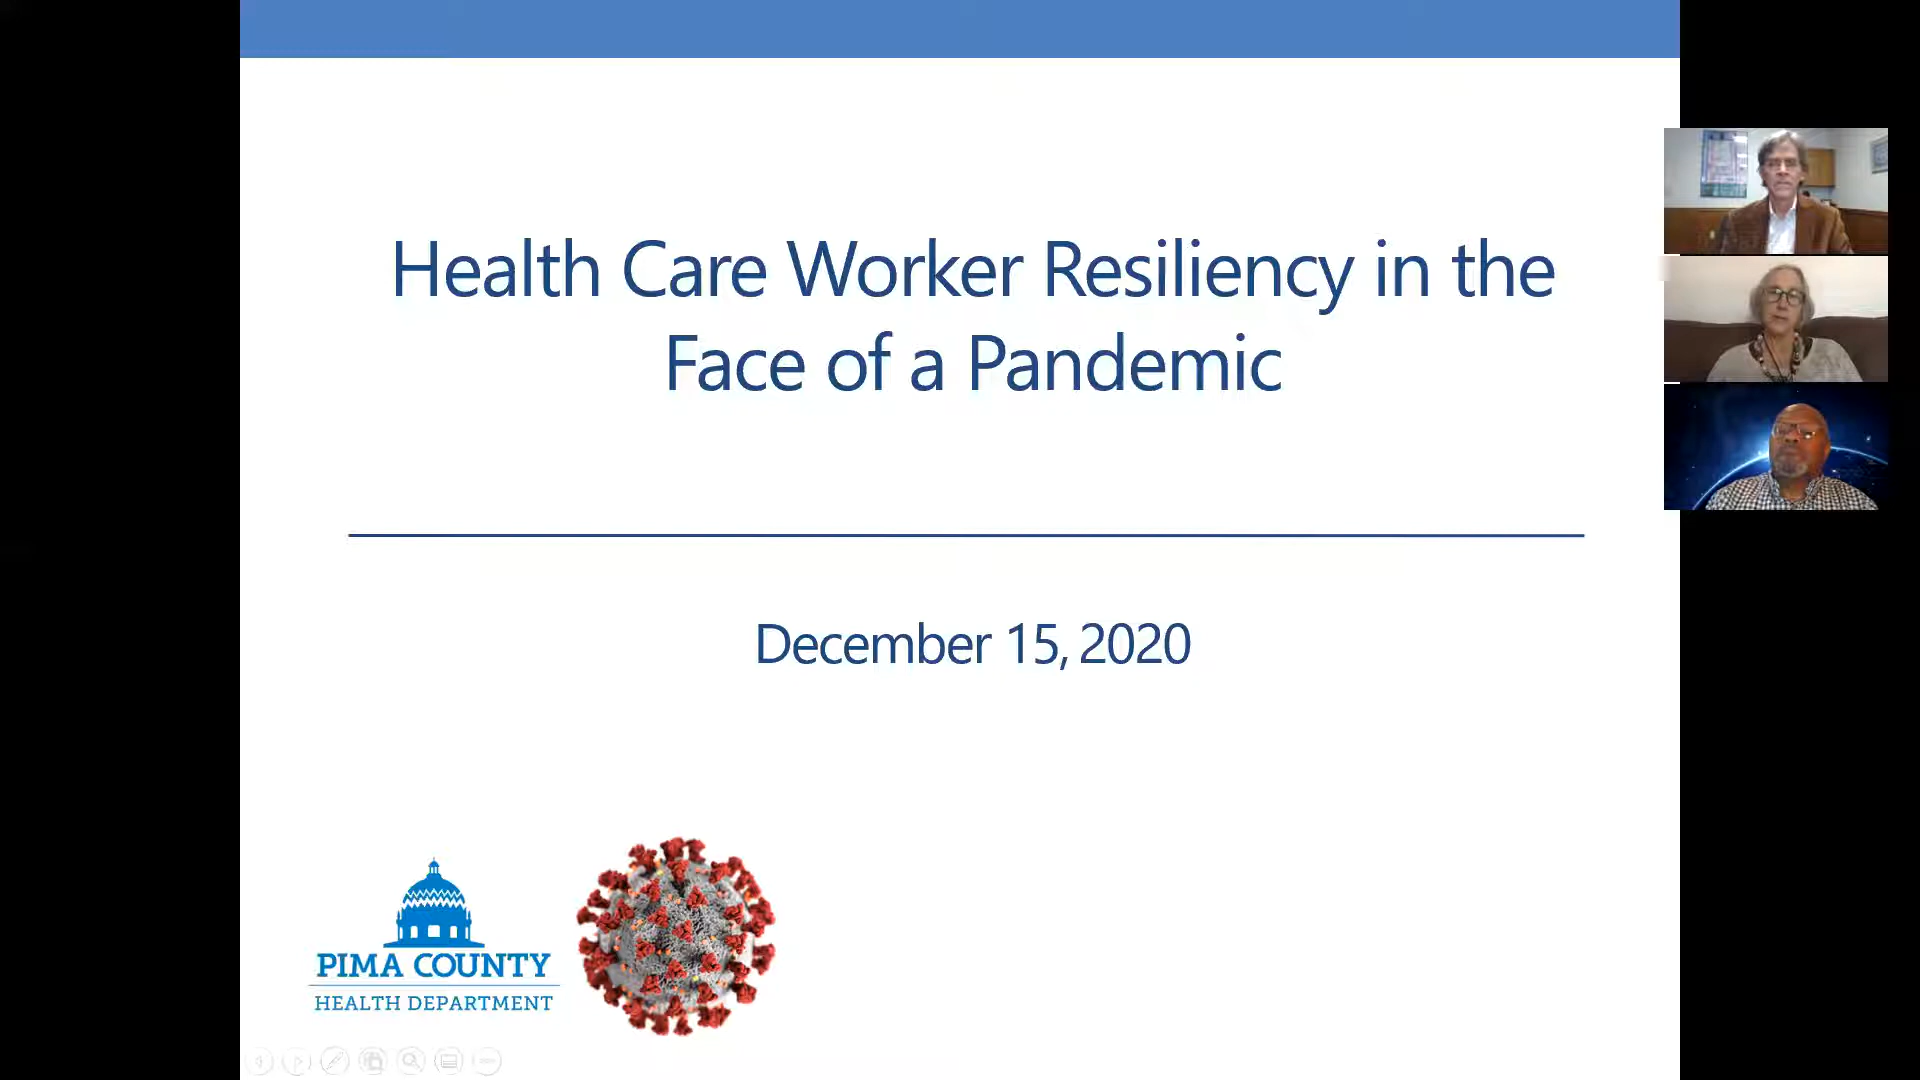 Health Care Worker Resiliency in the
Face of a Pandemic
December 15, 2020
PIMA COUNTY
HEALTH DEPARTMENT